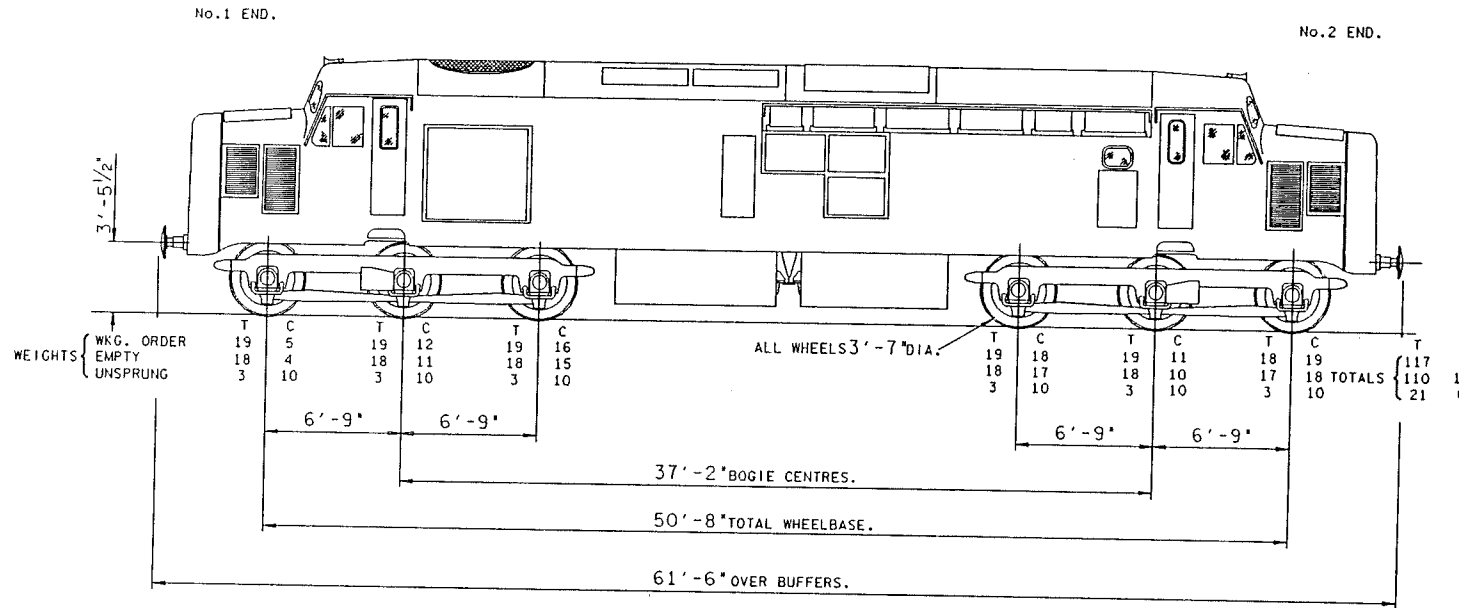 No.1 END.
No.2 END.
3'-5½"
WEIGHTS
WKG. ORDER
EMPTY
UNSPRUNG
T C
19 5
18 4
3 10
T C
19 12
18 11
3 10
T C
19 16
18 15
3 10
ALL WHEELS 3'-7" DIA.
T C
19 18
18 17
3 10
T C
19 11
18 10
3 10
T C
18 19
17 18
3 10
TOTALS
T
117
110 1
21
6'-9" 6'-9" 6'-9" 6'-9"
37'-2" BOGIE CENTRES.
50'-8" TOTAL WHEELBASE.
61'-6" OVER BUFFERS.